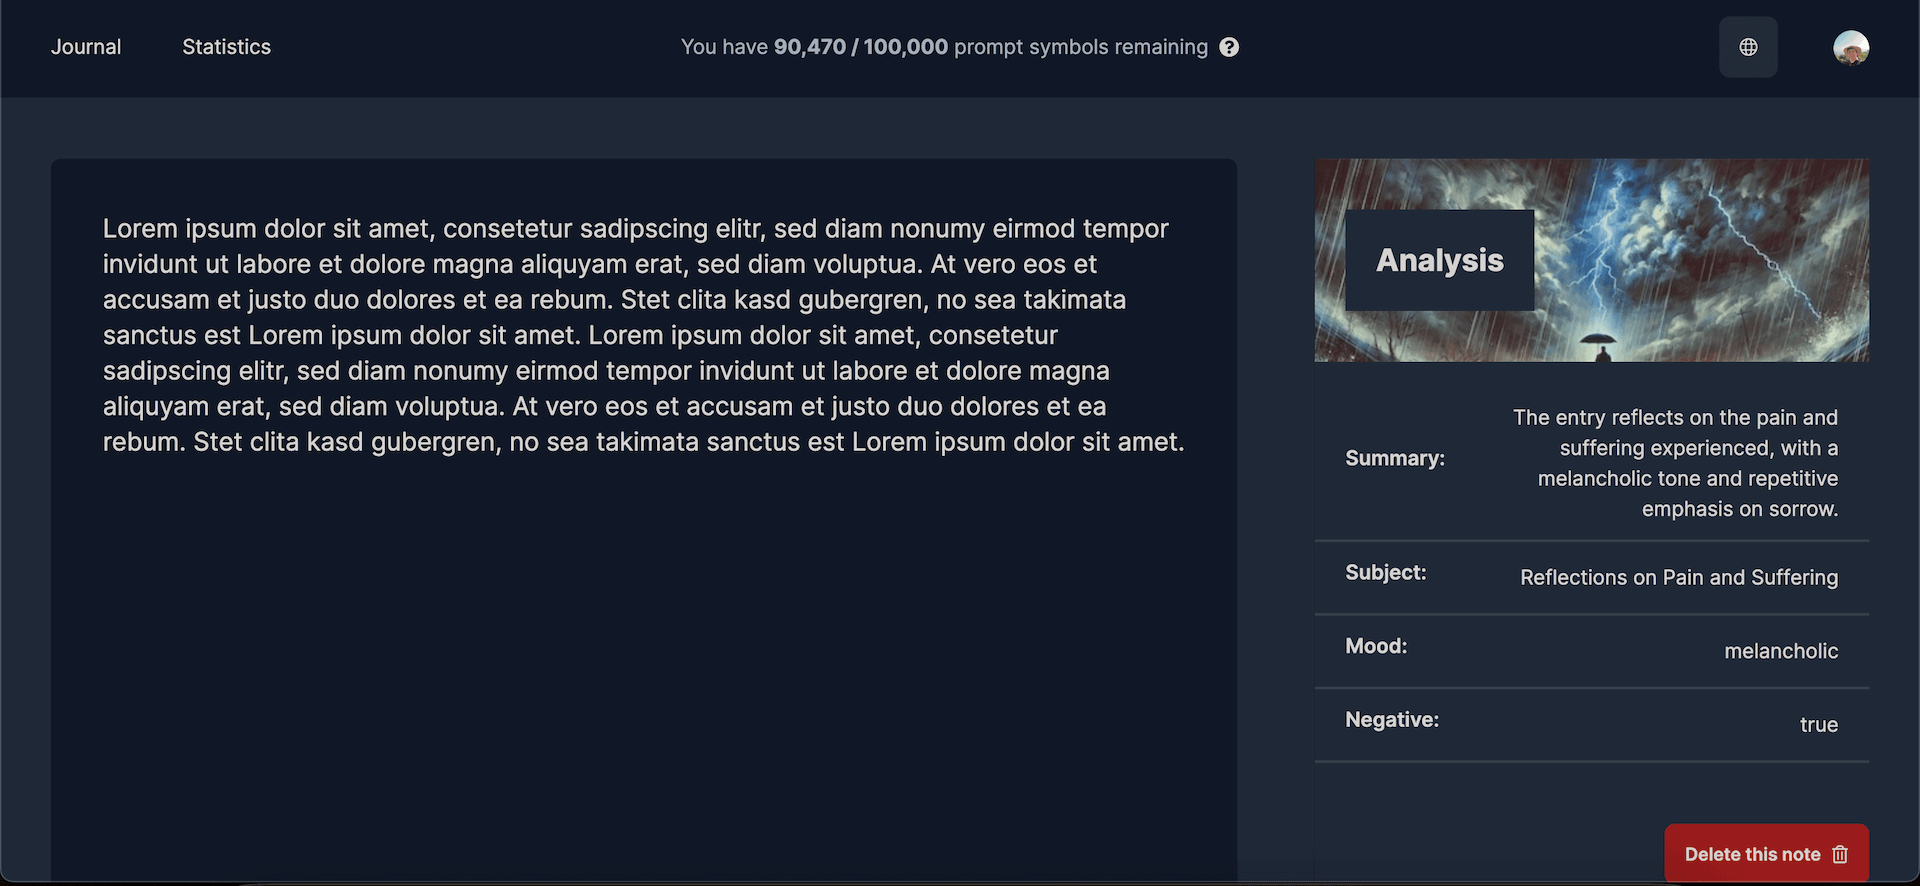 Journal
Statistics
You have 90,470 / 100,000 prompt symbols remaining ?
Lorem ipsum dolor sit amet, consetetur sadipscing elitr, sed diam nonumy eirmod tempor
invidunt ut labore et dolore magna aliquyam erat, sed diam voluptua. At vero eos et
accusam et justo duo dolores et ea rebum. Stet clita kasd gubergren, no sea takimata
sanctus est Lorem ipsum dolor sit amet. Lorem ipsum dolor sit amet, consetetur
sadipscing elitr, sed diam nonumy eirmod tempor invidunt ut labore et dolore magna
aliquyam erat, sed diam voluptua. At vero eos et accusam et justo duo dolores et ea
rebum. Stet clita kasd gubergren, no sea takimata sanctus est Lorem ipsum dolor sit amet.
Analysis
Summary:
The entry reflects on the pain and
suffering experienced, with a
melancholic tone and repetitive
emphasis on sorrow.
Subject:
Reflections on Pain and Suffering
Mood:
melancholic
Negative:
true
Delete this note